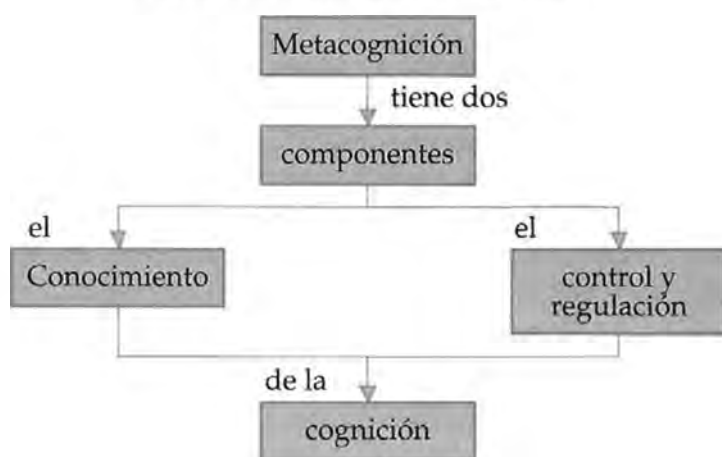 Metacognición
tiene dos
componentes
el
el
Conocimiento
control y
regulación
de la
cognición